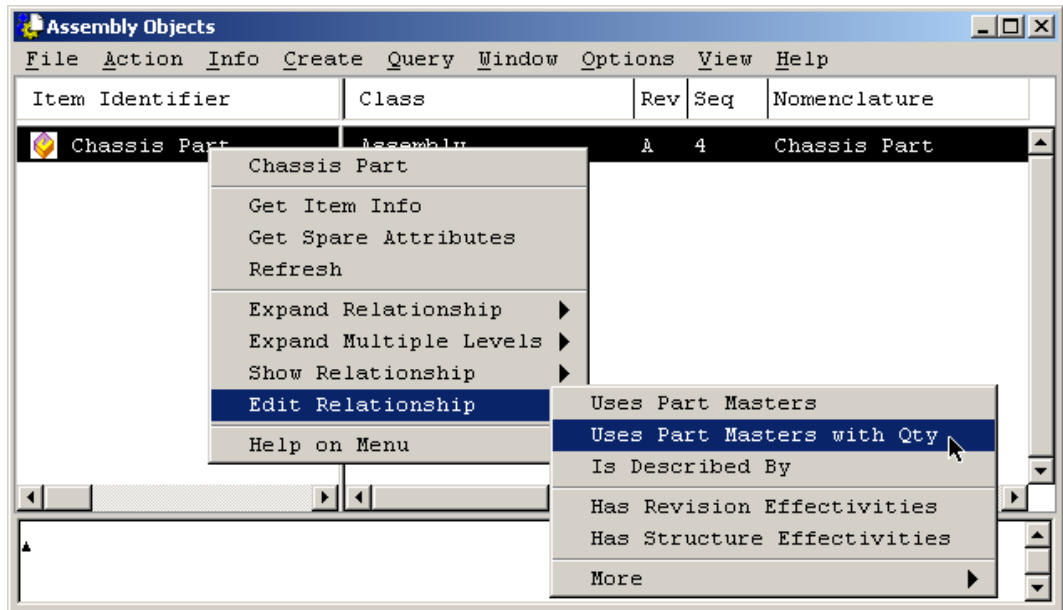 Assembly Objects
File Action Info Create Query Window Options View Help
Item Identifier Class Rev Seq Nomenclature
Chassis Part Assembly A 4 Chassis Part
Chassis Part
Get Item Info
Get Spare Attributes
Refresh
Expand Relationship
Expand Multiple Levels
Show Relationship
Edit Relationship
Help on Menu
Uses Part Masters
Uses Part Masters with Qty
Is Described By
Has Revision Effectivities
Has Structure Effectivities
More